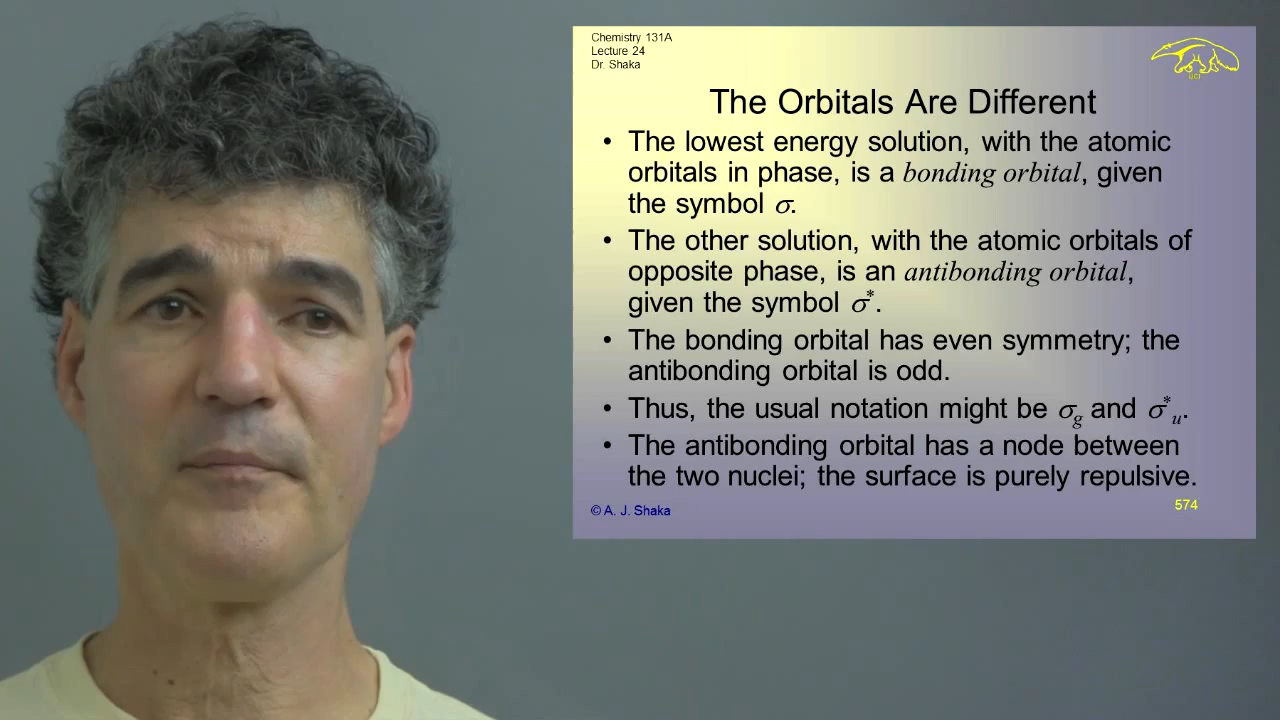 Chemistry 131A
Lecture 24
Dr. Shaka
UCI
The Orbitals Are Different
• The lowest energy solution, with the atomic
orbitals in phase, is a bonding orbital, given
the symbol σ.
• The other solution, with the atomic orbitals of
opposite phase, is an antibonding orbital,
given the symbol σ*.
• The bonding orbital has even symmetry; the
antibonding orbital is odd.
• Thus, the usual notation might be σg and σ*u.
• The antibonding orbital has a node between
the two nuclei; the surface is purely repulsive.
© A. J. Shaka
574